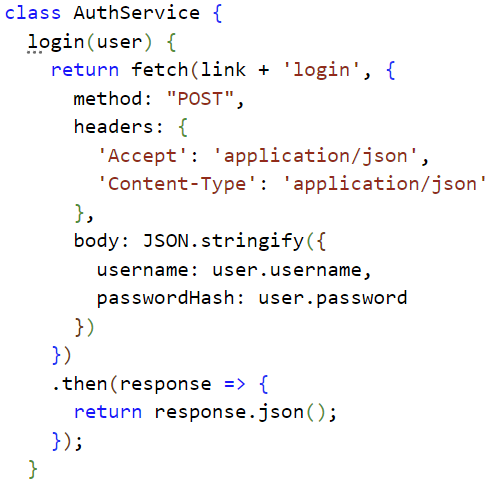 class AuthService {
  login(user) {
    return fetch(link + 'login', {
      method: "POST",
      headers: {
        'Accept': 'application/json',
        'Content-Type': 'application/json'
      },
      body: JSON.stringify({
        username: user.username,
        passwordHash: user.password
      })
    })
    .then(response => {
      return response.json();
    });
  }